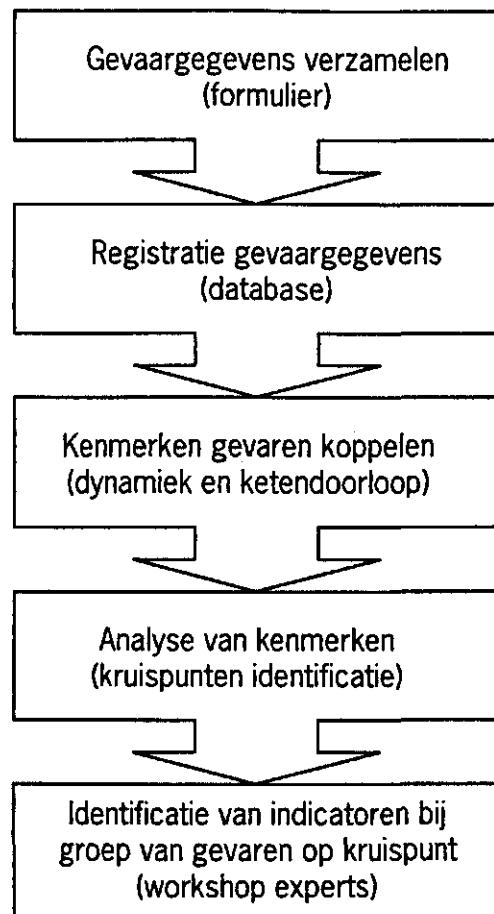 Gevaargegevens verzamelen
(formulier)
Registratie gevaargegevens
(database)
Kenmerken gevaren koppelen
(dynamiek en ketendoorloop)
Analyse van kenmerken
(kruispunten identificatie)
Identificatie van indicatoren bij
groep van gevaren op kruispunt
(workshop experts)